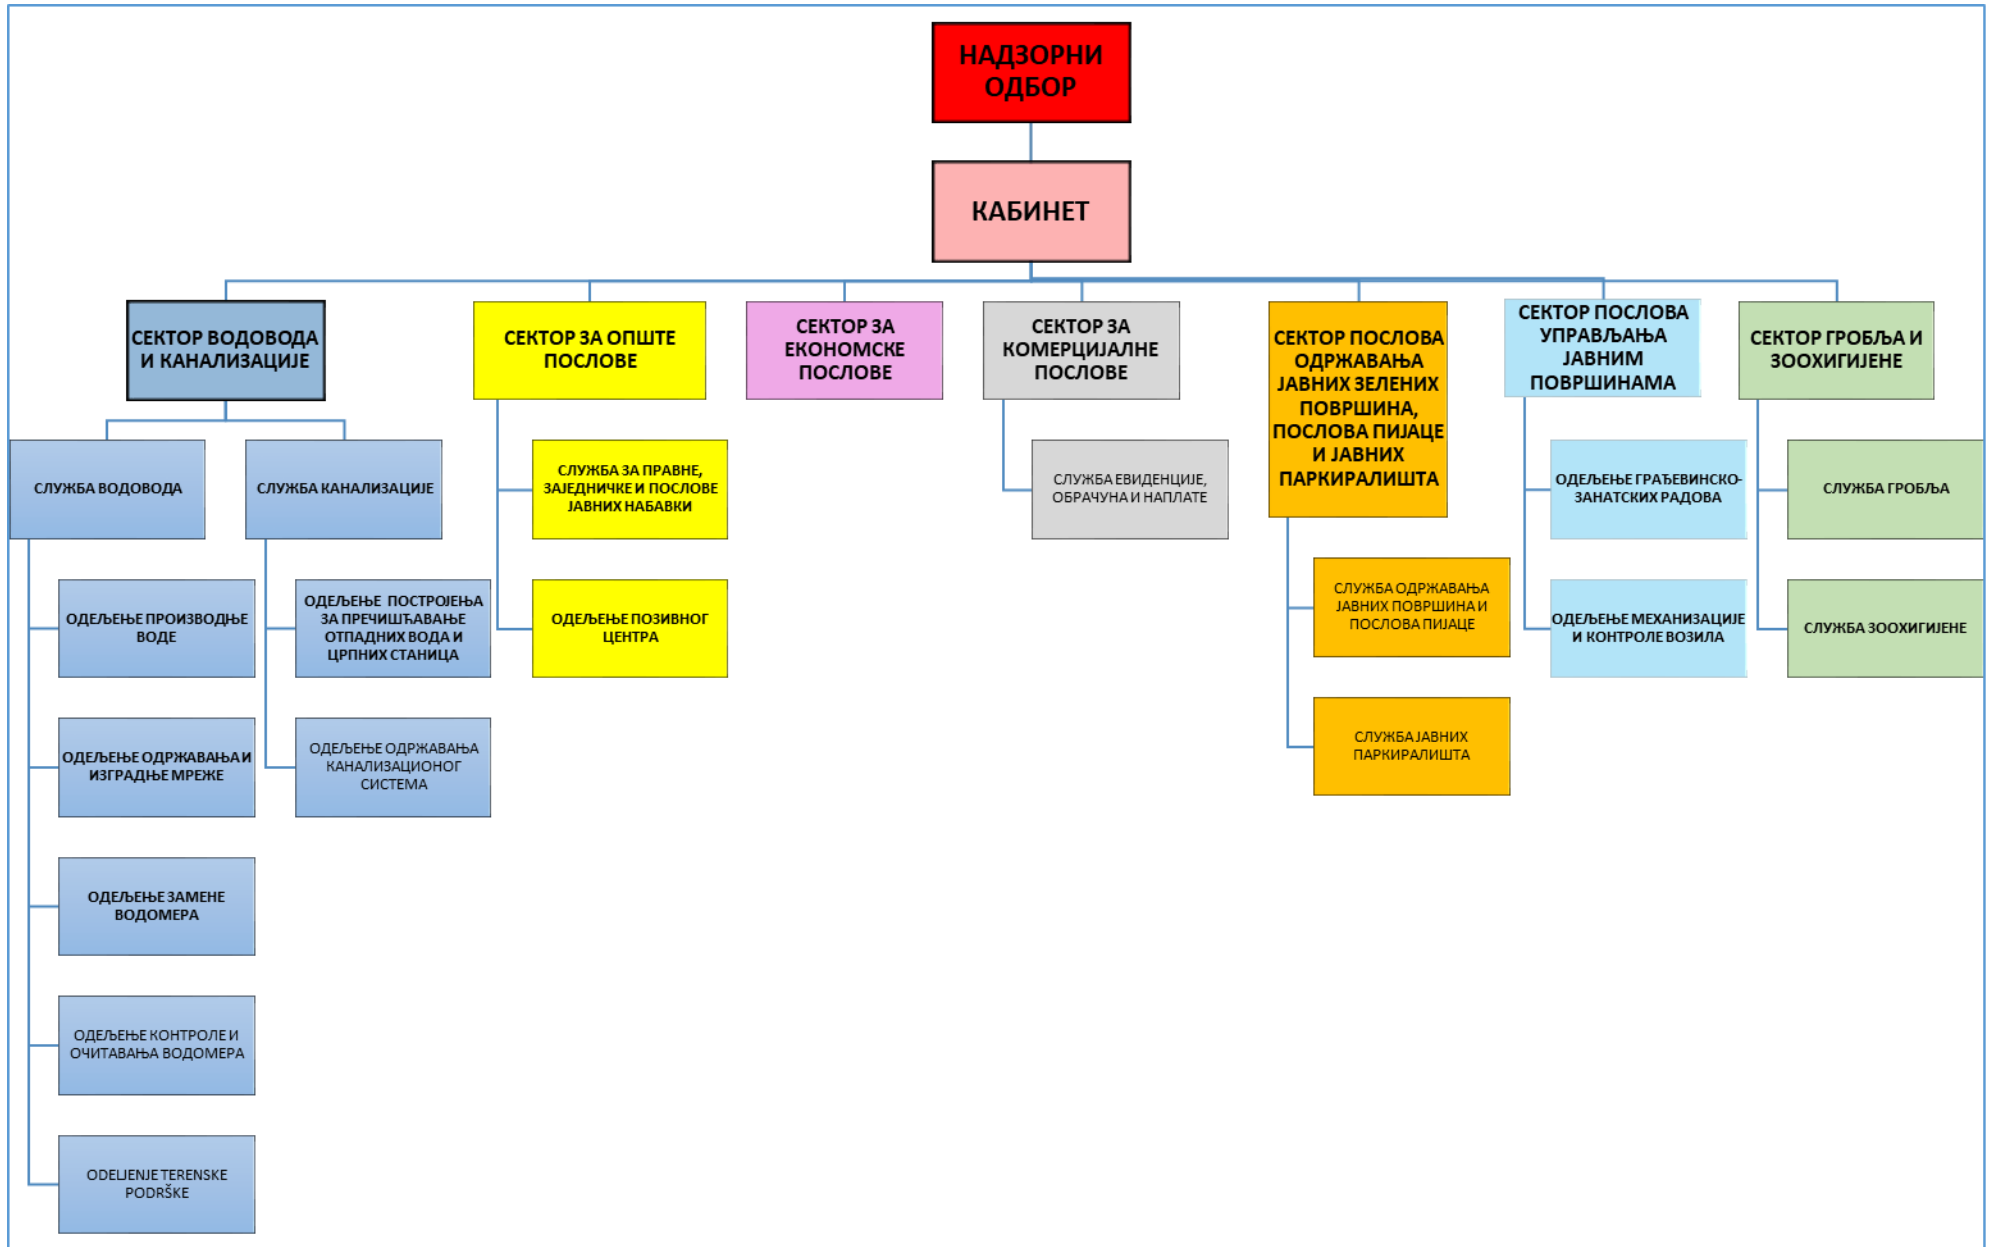 НАДЗОРНИ
ОДБОР
КАБИНЕТ
СЕКТОР ВОДОВОДА
И КАНАЛИЗАЦИЈЕ
СЕКТОР ЗА ОПШТЕ
ПОСЛОВЕ
СЕКТОР ЗА
ЕКОНОМСКЕ
ПОСЛОВЕ
СЕКТОР ЗА
КОМЕРЦИЈАЛНЕ
ПОСЛОВЕ
СЕКТОР ПОСЛОВА
ОДРЖАВАЊА
ЈАВНИХ ЗЕЛЕНИХ
ПОВРШИНА,
ПОСЛОВА ПИЈАЦЕ
И ЈАВНИХ
ПАРКИРАЛИШТА
СЕКТОР ПОСЛОВА
УПРАВЉАЊА
ЈАВНИМ
ПОВРШИНАМА
СЕКТОР ГРОБЉА И
ЗООХИГИЈЕНЕ
СЛУЖБА ВОДОВОДА
СЛУЖБА КАНАЛИЗАЦИЈЕ
СЛУЖБА ЗА ПРАВНЕ,
ЗАЈЕДНИЧКЕ И ПОСЛОВЕ
ЈАВНИХ НАБАВКИ
СЛУЖБА ЕВИДЕНЦИЈЕ,
ОБРАЧУНА И НАПЛАТЕ
ОДЕЉЕЊЕ ГРАЂЕВИНСКО-
ЗАНАТСКИХ РАДОВА
СЛУЖБА ГРОБЉА
ОДЕЉЕЊЕ ПРОИЗВОДЊЕ
ВОДЕ
ОДЕЉЕЊЕ ПОСТРОЈЕЊА
ЗА ПРЕЧИШЋАВАЊЕ
ОТПАДНИХ ВОДА И
ЦРПНИХ СТАНИЦА
ОДЕЉЕЊЕ ПОЗИВНОГ
ЦЕНТРА
СЛУЖБА ОДРЖАВАЊА
ЈАВНИХ ПОВРШИНА И
ПОСЛОВА ПИЈАЦЕ
ОДЕЉЕЊЕ МЕХАНИЗАЦИЈЕ
И КОНТРОЛЕ ВОЗИЛА
СЛУЖБА ЗООХИГИЈЕНЕ
ОДЕЉЕЊЕ ОДРЖАВАЊА И
ИЗГРАДЊЕ МРЕЖЕ
ОДЕЉЕЊЕ ОДРЖАВАЊА
КАНАЛИЗАЦИОНОГ
СИСТЕМА
СЛУЖБА ЈАВНИХ
ПАРКИРАЛИШТА
ОДЕЉЕЊЕ ЗАМЕНЕ
ВОДОМЕРА
ОДЕЉЕЊЕ КОНТРОЛЕ И
ОЧИТАВАЊА ВОДОМЕРА
ODELJENJE TERENSKE
PODRŠKE